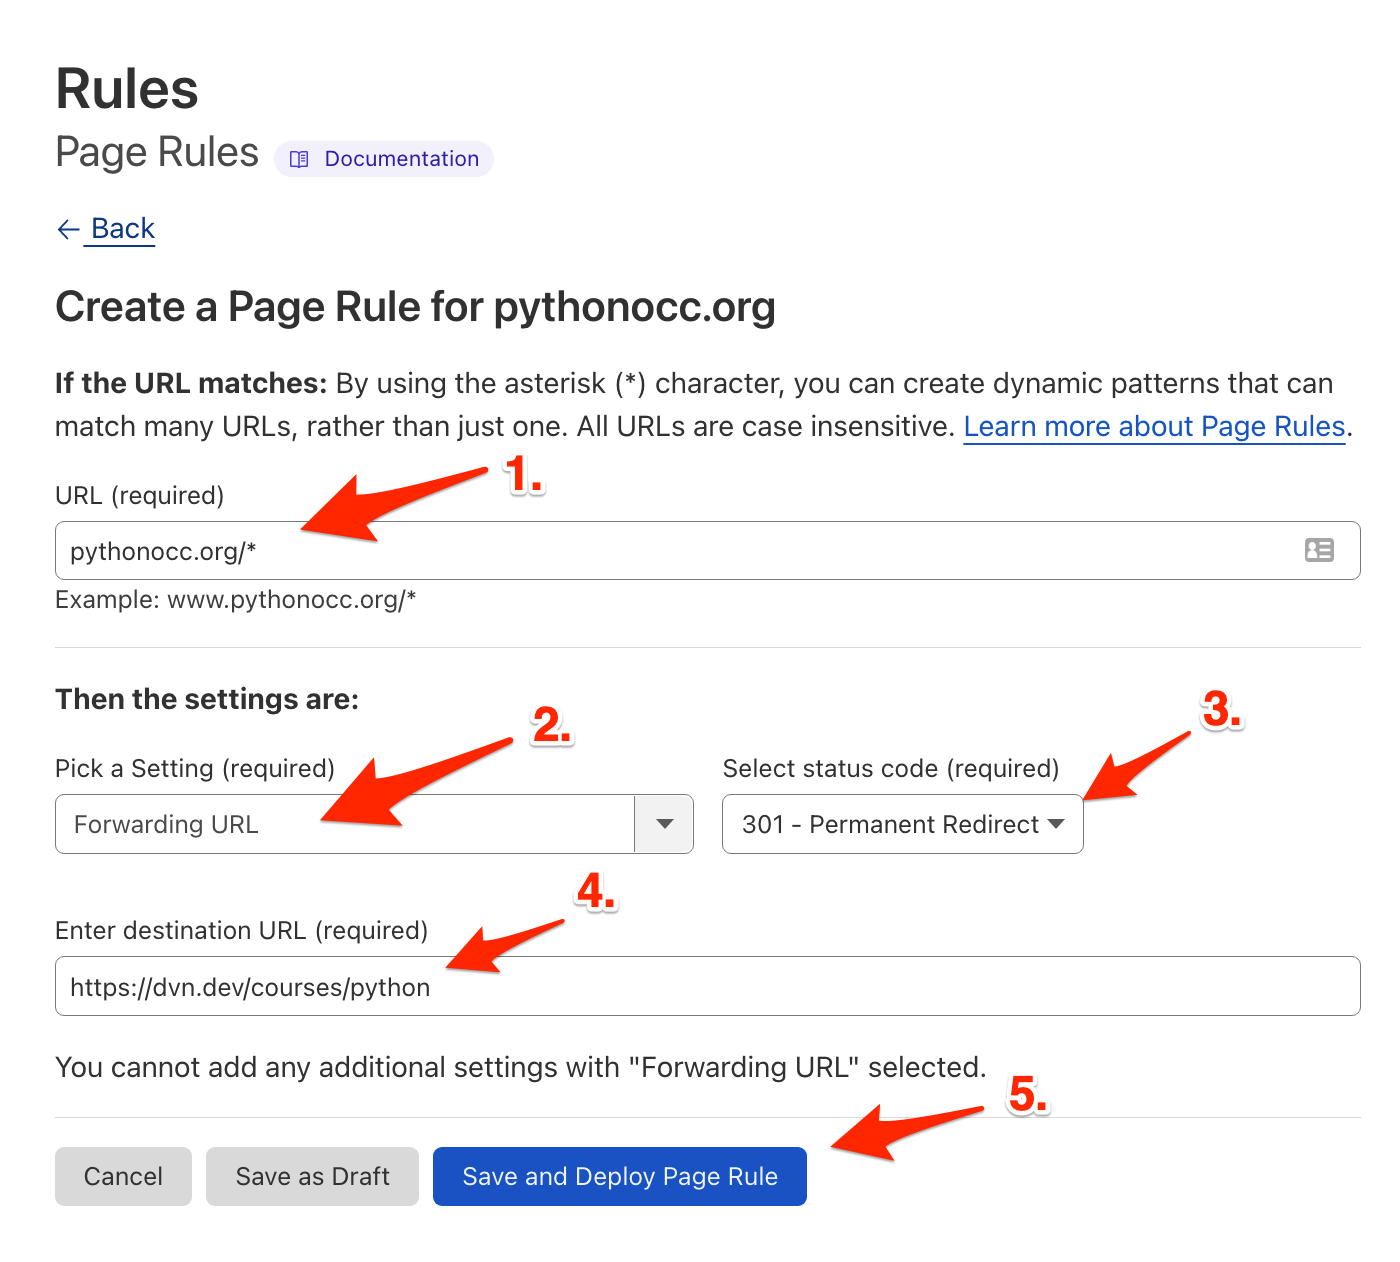 Rules
Page Rules
Documentation
← Back
Create a Page Rule for pythonocc.org
If the URL matches: By using the asterisk (*) character, you can create dynamic patterns that can
match many URLs, rather than just one. All URLs are case insensitive. Learn more about Page Rules.
1.
URL (required)
pythonocc.org/*
Example: www.pythonocc.org/*
Then the settings are:
2.
3.
Pick a Setting (required)
Select status code (required)
Forwarding URL
301 - Permanent Redirect
4.
Enter destination URL (required)
https://dvn.dev/courses/python
You cannot add any additional settings with "Forwarding URL" selected.
5.
Cancel
Save as Draft
Save and Deploy Page Rule